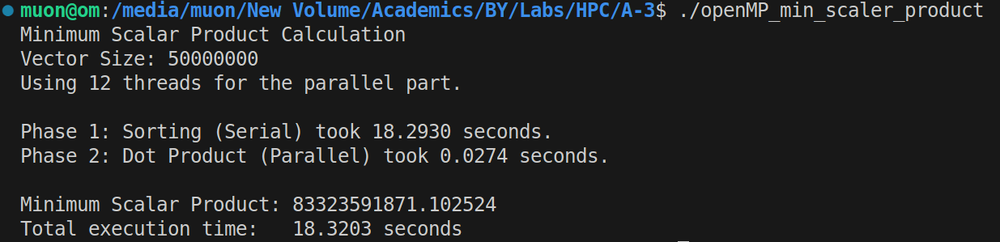 muon@om:/media/muon/New Volume/Academics/BY/Labs/HPC/A-3$ ./openMP_min_scaler_product
Minimum Scalar Product Calculation
Vector Size: 50000000
Using 12 threads for the parallel part.
Phase 1: Sorting (Serial) took 18.2930 seconds.
Phase 2: Dot Product (Parallel) took 0.0274 seconds.
Minimum Scalar Product: 83323591871.102524
Total execution time:   18.3203 seconds